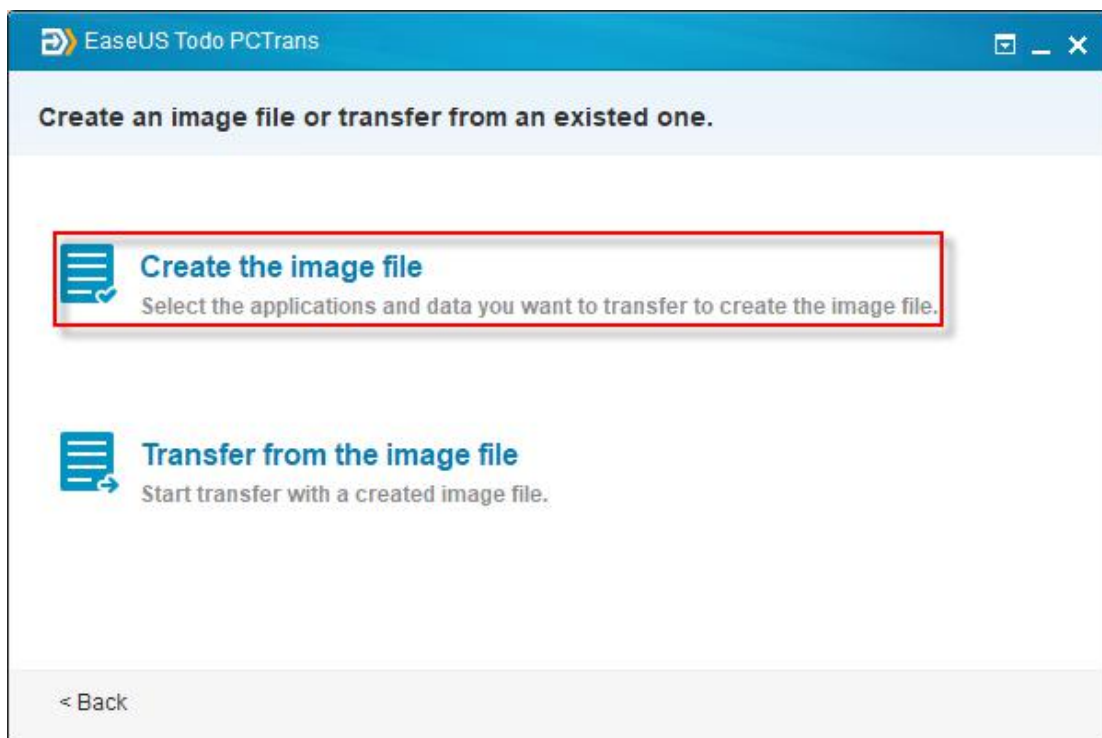 EaseUS Todo PCTrans
Create an image file or transfer from an existed one.
Create the image file
Select the applications and data you want to transfer to create the image file.
Transfer from the image file
Start transfer with a created image file.
< Back